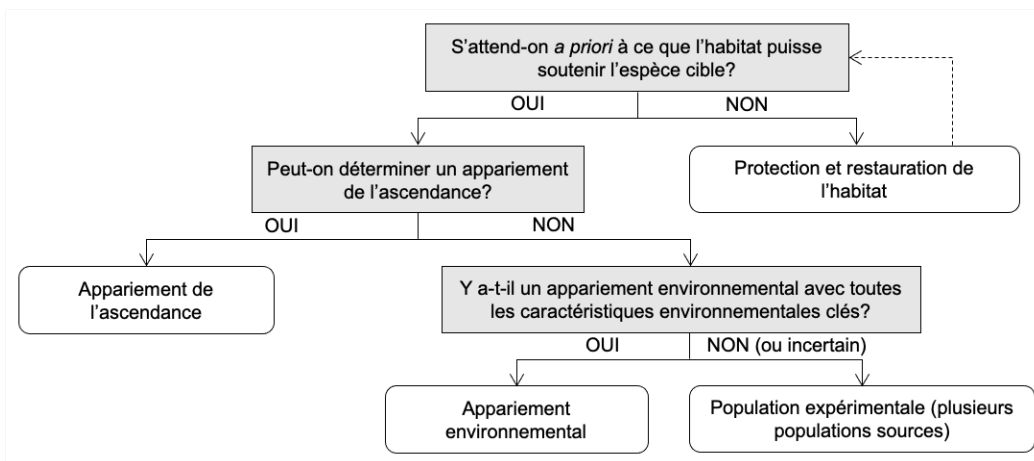 S’attend-on a priori à ce que l’habitat puisse
soutenir l’espèce cible?
OUI
NON
Peut-on déterminer un appariement
de l’ascendance?
Protection et restauration de
l’habitat
OUI
NON
Appariement de
l’ascendance
Y a-t-il un appariement environnemental avec toutes
les caractéristiques environnementales clés?
OUI
NON (ou incertain)
Appariement
environnemental
Population expérimentale (plusieurs
populations sources)